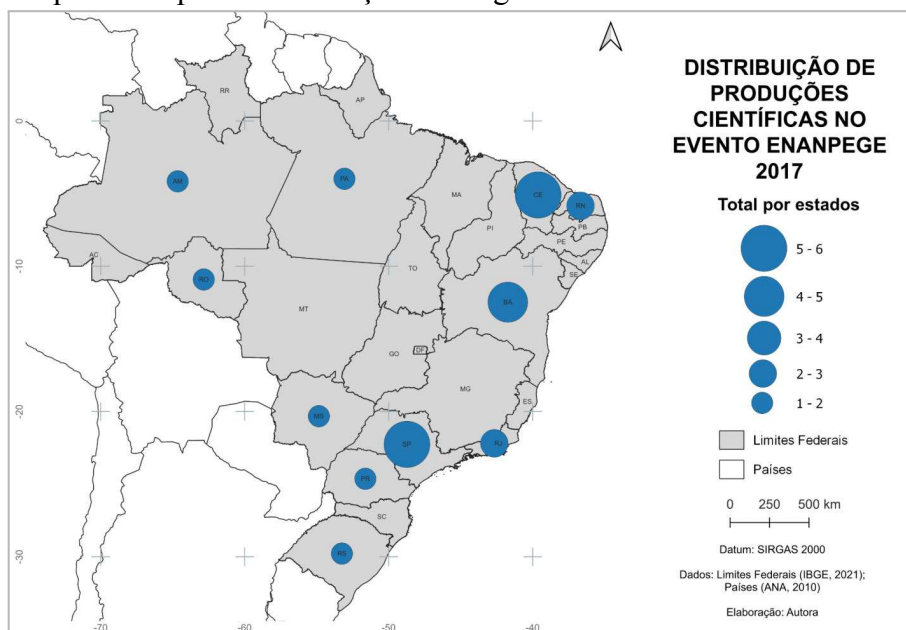 DISTRIBUIÇÃO DE
PRODUÇÕES
CIENTÍFICAS NO
EVENTO ENANPEGE
2017
Total por estados
5 - 6
4 - 5
3 - 4
2 - 3
1 - 2
Limites Federais
Países
0 250 500 km
Datum: SIRGAS 2000
Dados: Limites Federais (IBGE, 2021);
Países (ANA, 2010)
Elaboração: Autora
RR
AP
AM
PA
MA
CE
RN
PB
PI
PE
AL
SE
AC
RO
TO
BA
MT
GO
DF
MG
ES
MS
SP
RJ
PR
SC
RS
0
-10
-20
-30
-70
-60
-50
-40